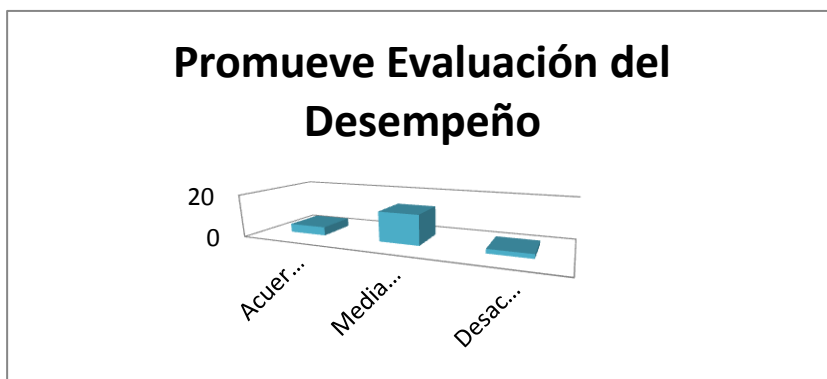 Promueve Evaluación del
Desempeño
20
0
Acuer...
Media...
Desac...